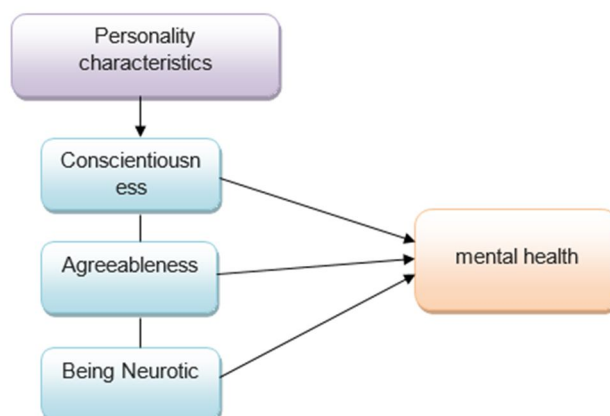 Personality
characteristics
Conscientiousn
ess
Agreeableness
Being Neurotic
mental health